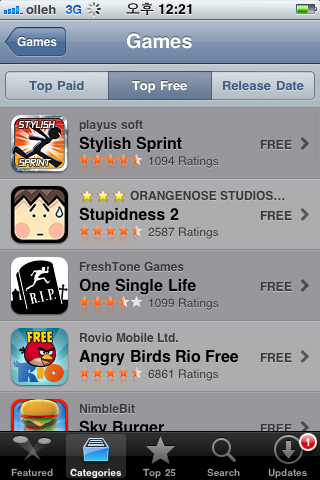 olleh 3G 오후 12:21
Games Games
Top Paid Top Free Release Date
STYLISH
SPRINT
playus soft
Stylish Sprint FREE
1094 Ratings
ORANGENOSE STUDIOS...
Stupidness 2 FREE
2587 Ratings
R.I.P.
FreshTone Games
One Single Life FREE
1099 Ratings
FREE
RIO
Rovio Mobile Ltd.
Angry Birds Rio Free FREE
6861 Ratings
NimbleBit
Sky Burger
1
Featured Categories Top 25 Search Updates